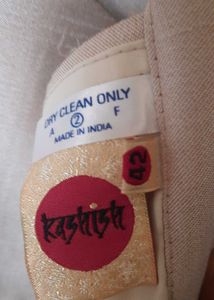 DRY CLEAN ONLY
A 2 F
MADE IN INDIA
42
kashish